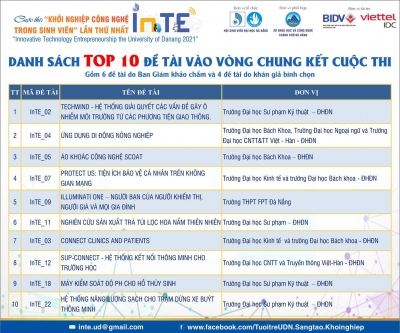 Cuộc thi "KHỞI NGHIỆP CÔNG NGHỆ
TRONG SINH VIÊN" LẦN THỨ NHẤT
InTE
"Innovative Technology Entrepreneurship the University of Danang 2021"
BIDV
viettel
IDC
DANH SÁCH TOP 10 ĐỀ TÀI VÀO VÒNG CHUNG KẾT CUỘC THI
Gồm 6 đề tài do Ban Giám khảo chấm và 4 đề tài do khán giả bình chọn
TT MÃ ĐỀ TÀI TÊN ĐỀ TÀI ĐƠN VỊ
1 InTE_02 TECHWIND - HỆ THỐNG GIẢI QUYẾT CÁC VẤN ĐỀ GÂY Ô NHIỄM MÔI TRƯỜNG TỪ CÁC PHƯƠNG TIỆN GIAO THÔNG. Trường Đại học Sư phạm Kỹ thuật – ĐHĐN
2 InTE_04 ỨNG DỤNG DI ĐỘNG NÔNG NGHIỆP Trường Đại học Bách Khoa, Trường Đại học Ngoại ngữ và Trường Đại học CNTT&TT Việt - Hàn - ĐHĐN
3 InTE_05 ÁO KHOÁC CÔNG NGHỆ SCOAT Trường Đại học Bách Khoa – ĐHĐN
4 InTE_07 PROTECT US: TIỆN ÍCH BẢO VỆ CÁ NHÂN TRÊN KHÔNG GIAN MẠNG Trường Đại học Kinh tế và trường Đại học Bách khoa - ĐHĐN
5 InTE_09 ILLUMINATI ONE – NGƯỜI BẠN CỦA NGƯỜI KHIẾM THỊ, NGƯỜI GIÀ VÀ MỌI GIA ĐÌNH Trường THPT FPT Đà Nẵng
6 InTE_11 NGHIÊN CỨU SẢN XUẤT TRÀ TÚI LỌC HOA NẤM THIÊN NHIÊN Trường Đại học Sư phạm – ĐHĐN
7 InTE_03 CONNECT CLINICS AND PATIENTS Trường Đại học Kinh tế và trường Đại học Bách khoa - ĐHĐN
8 InTE_12 SUP-CONNECT - HỆ THỐNG KẾT NỐI THÔNG MINH CHO TRƯỜNG HỌC Trường Đại học CNTT và Truyền thông Việt-Hàn - ĐHĐN
9 InTE_18 MÁY KIỂM SOÁT ĐỘ PH CHO HỒ THỦY SINH Trường Đại học Sư phạm Kỹ thuật – ĐHĐN
10 InTE_22 HỆ THỐNG NĂNG LƯỢNG SẠCH CHO TRẠM DỪNG XE BUÝT THÔNG MINH Trường Đại học Sư phạm Kỹ thuật – ĐHĐN
inte.ud@gmail.com
www.facebook.com/TuoitreUDN.Sangtao.Khoinghiep